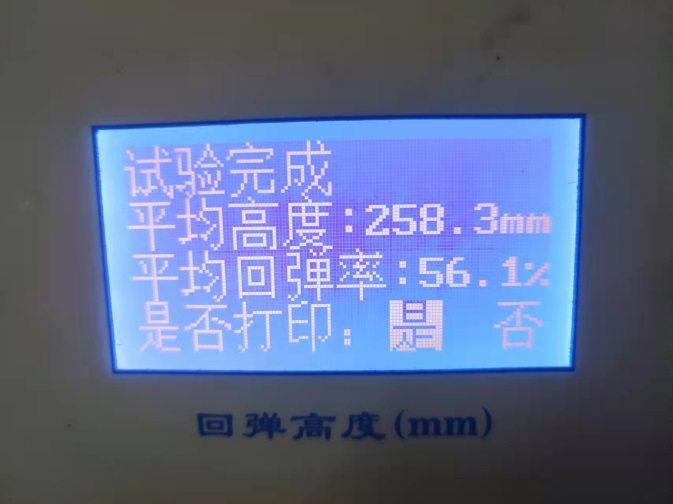 试验完成
平均高度:258.3mm
平均回弹率:56.1%
是否打印: 是 否
回弹高度(mm)